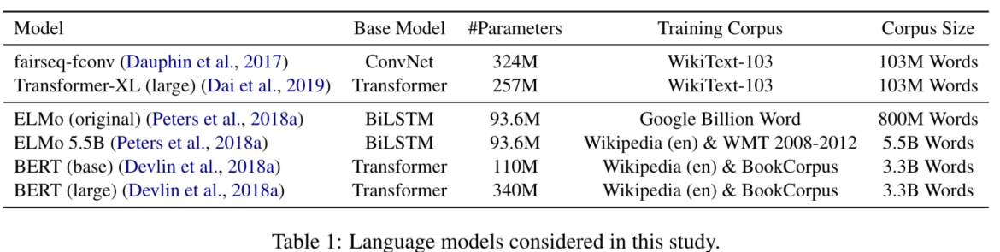 Model Base Model #Parameters Training Corpus Corpus Size
fairseq-fconv (Dauphin et al., 2017) ConvNet 324M WikiText-103 103M Words
Transformer-XL (large) (Dai et al., 2019) Transformer 257M WikiText-103 103M Words
ELMo (original) (Peters et al., 2018a) BiLSTM 93.6M Google Billion Word 800M Words
ELMo 5.5B (Peters et al., 2018a) BiLSTM 93.6M Wikipedia (en) & WMT 2008-2012 5.5B Words
BERT (base) (Devlin et al., 2018a) Transformer 110M Wikipedia (en) & BookCorpus 3.3B Words
BERT (large) (Devlin et al., 2018a) Transformer 340M Wikipedia (en) & BookCorpus 3.3B Words
Table 1: Language models considered in this study.